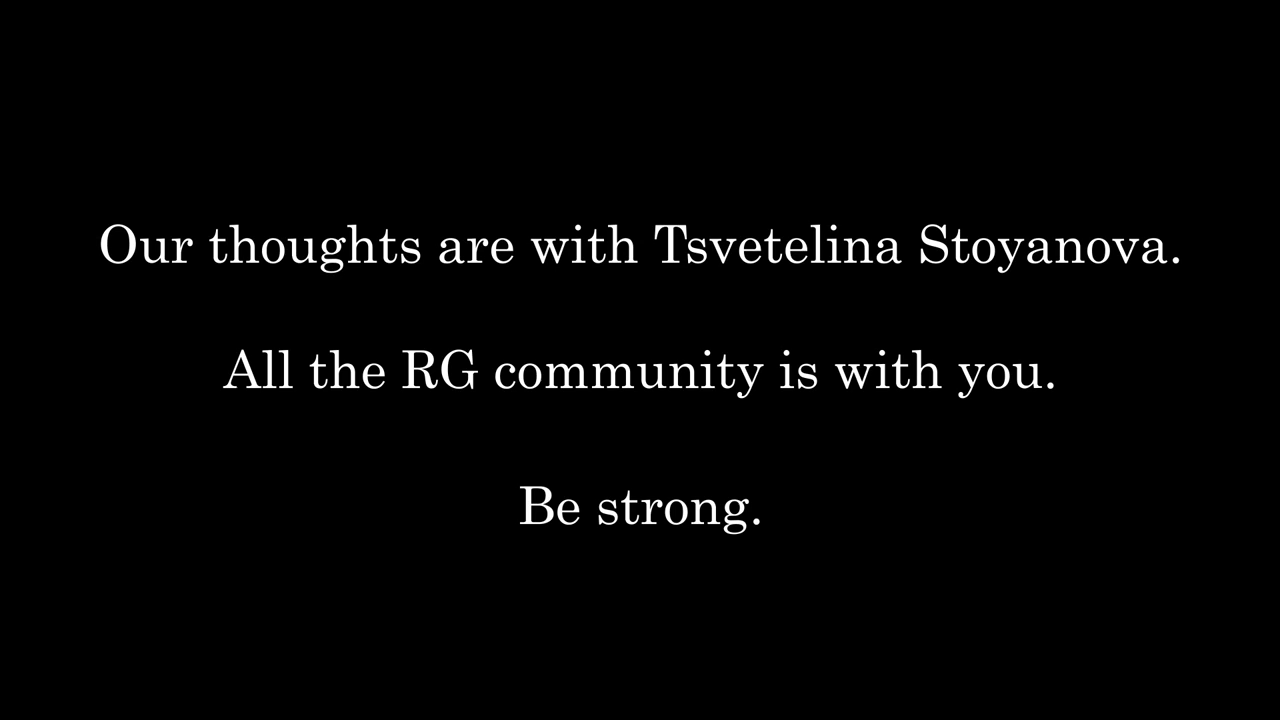 Our thoughts are with Tsvetelina Stoyanova.
All the RG community is with you.
Be strong.